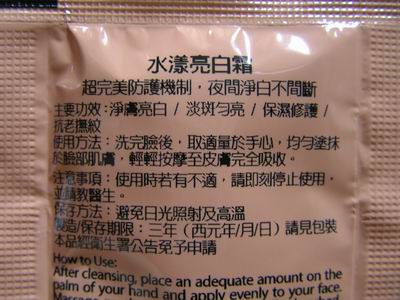 水漾亮白霜
超完美防護機制，夜間淨白不間斷
主要功效：淨膚亮白 / 淡斑勻亮 / 保濕修護 /
抗老撫紋
使用方法：洗完臉後，取適量於手心，均勻塗抹
於臉部肌膚，輕輕按摩至皮膚完全吸收。
注意事項：使用時若有不適，請即刻停止使用，
並請教醫生。
保存方法：避免日光照射及高溫
製造/保存期限：三年（西元年/月/日）請見包裝
本品經衛生署公告免予申請
How to Use:
After cleansing, place an adequate amount on the
palm of your hand and apply evenly to your face.